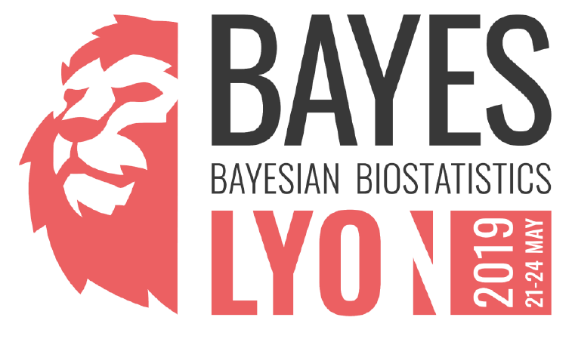 BAYES
BAYESIAN BIOSTATISTICS
LYON
2019
21-24 MAY